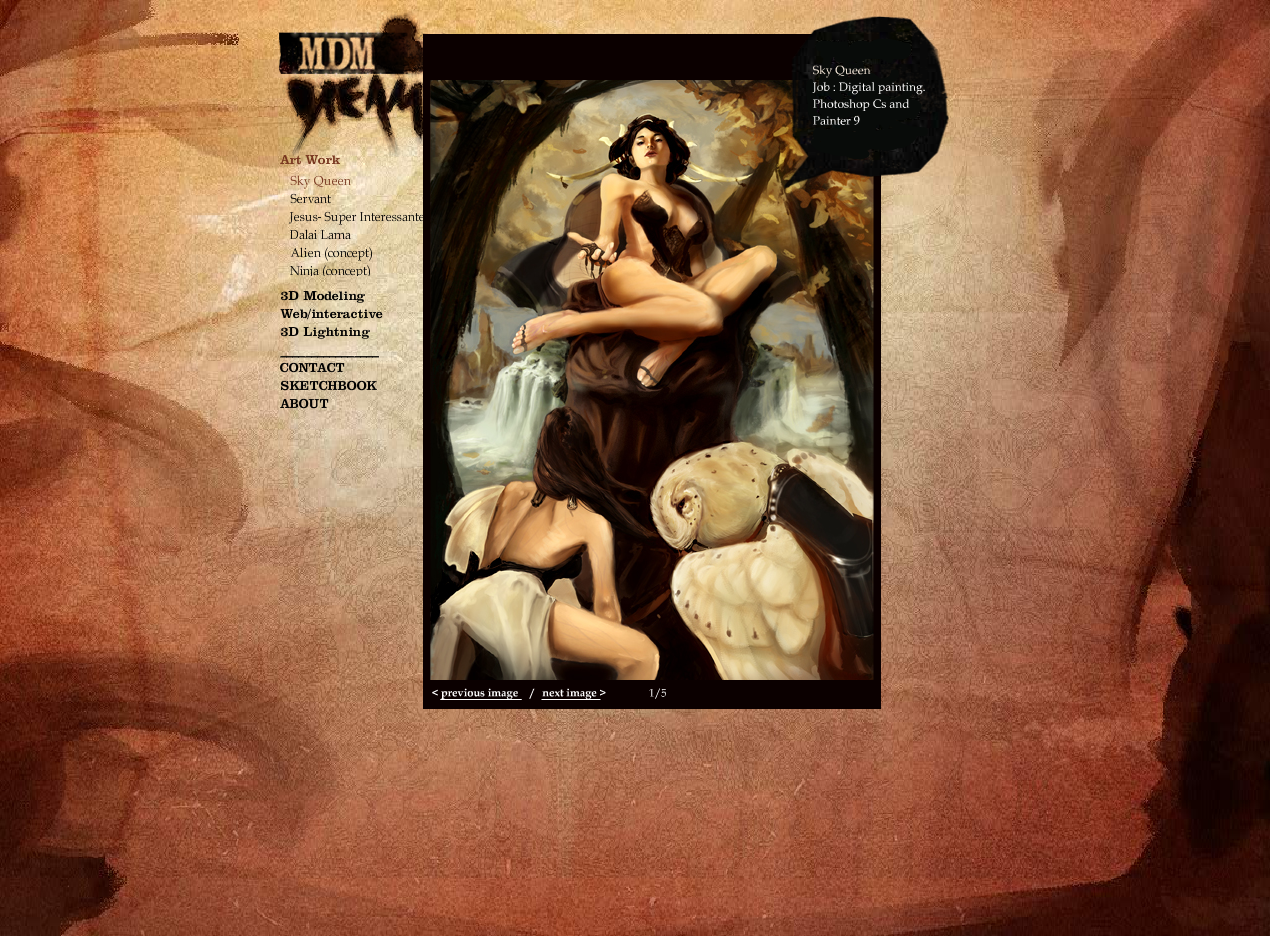 MDM
DREAM
Art Work
Sky Queen
Servant
Jesus- Super Interessante
Dalai Lama
Alien (concept)
Ninja (concept)
3D Modeling
Web/interactive
3D Lightning
CONTACT
SKETCHBOOK
ABOUT
Sky Queen
Job : Digital painting.
Photoshop Cs and
Painter 9
< previous image / next image > 1/5